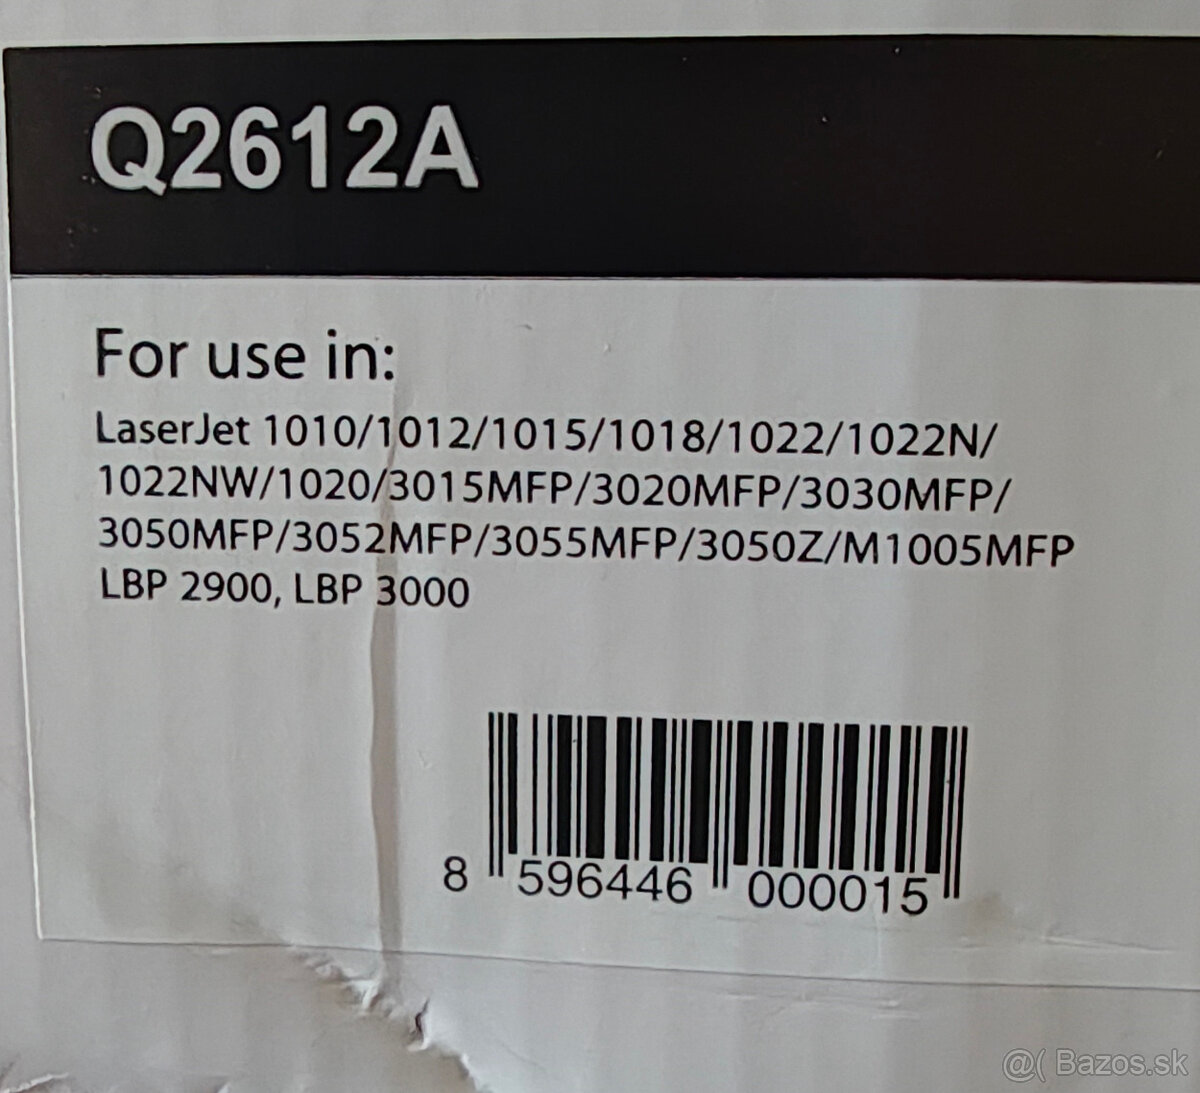 Q2612A
For use in:
LaserJet 1010/1012/1015/1018/1022/1022N/
1022NW/1020/3015MFP/3020MFP/3030MFP/
3050MFP/3052MFP/3055MFP/3050Z/M1005MFP
LBP 2900, LBP 3000
8 596446 000015
@( Bazos.sk